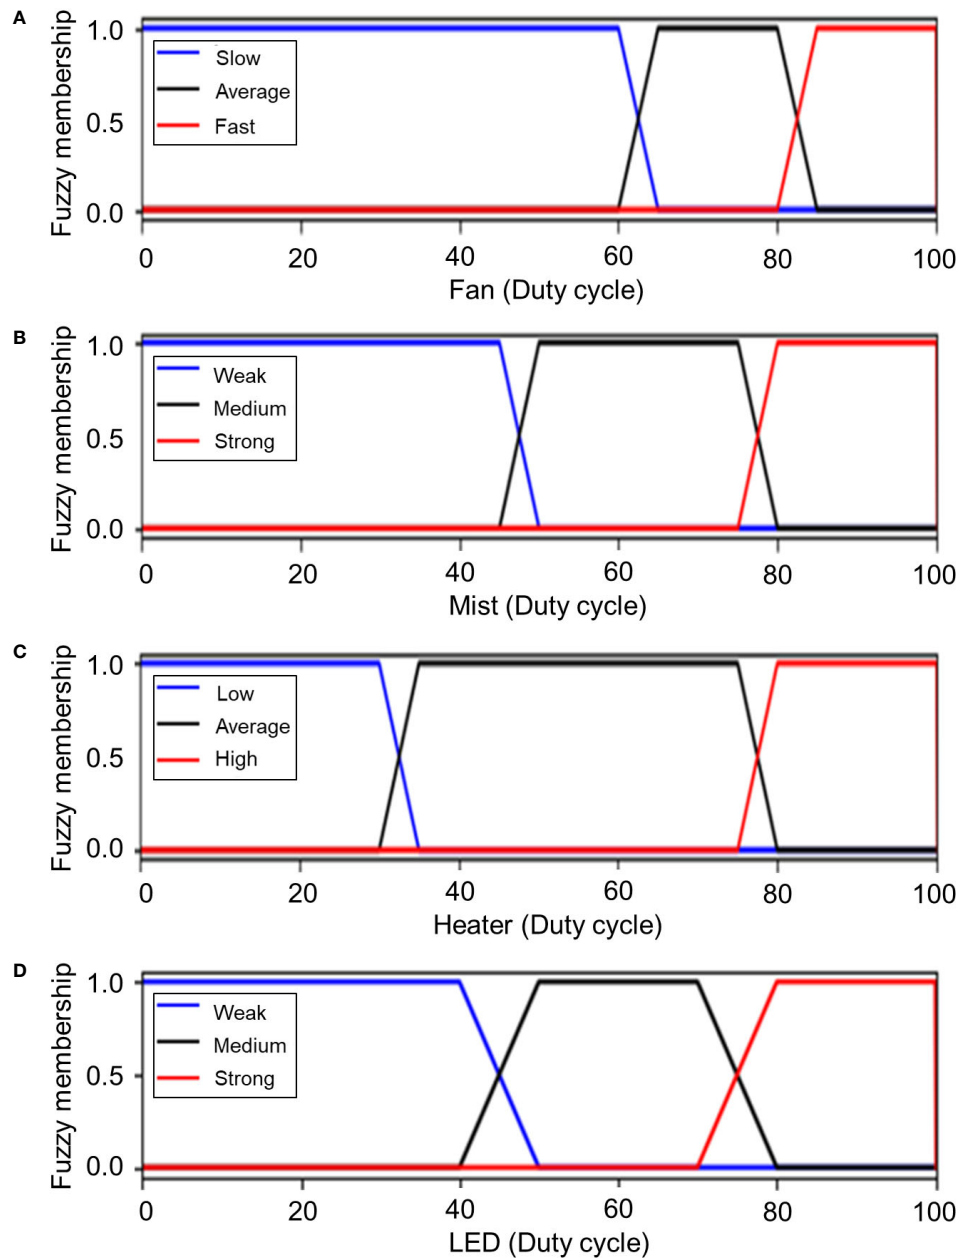 A
Fuzzy membership
1.0
0.5
0.0
Slow
Average
Fast
0 20 40 60 80 100
Fan (Duty cycle)
B
Fuzzy membership
1.0
0.5
0.0
Weak
Medium
Strong
0 20 40 60 80 100
Mist (Duty cycle)
C
Fuzzy membership
1.0
0.5
0.0
Low
Average
High
0 20 40 60 80 100
Heater (Duty cycle)
D
Fuzzy membership
1.0
0.5
0.0
Weak
Medium
Strong
0 20 40 60 80 100
LED (Duty cycle)